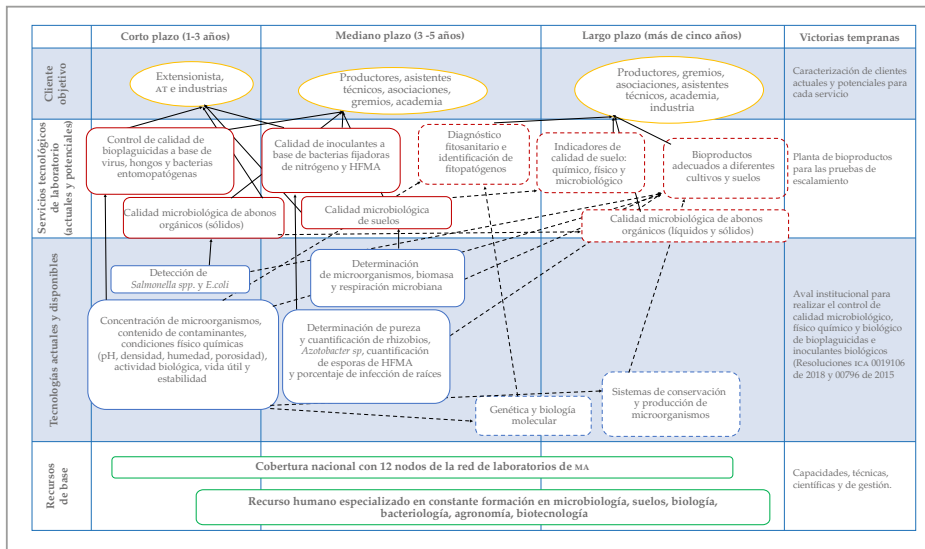 Corto plazo (1-3 años)
Mediano plazo (3 -5 años)
Largo plazo (más de cinco años)
Victorias tempranas
Cliente
objetivo
Extensionista,
AT e industrias
Productores, asistentes
técnicos, asociaciones,
gremios, academia
Productores, gremios,
asociaciones, asistentes
técnicos, academia,
industria
Caracterización de clientes
actuales y potenciales para
cada servicio
Servicios tecnológicos
de laboratorio
(actuales y potenciales)
Control de calidad de
bioplaguicidas a base de
virus, hongos y bacterias
entomopatógenas
Calidad de inoculantes a
base de bacterias fijadoras
de nitrógeno y HFMA
Diagnóstico
fitosanitario e
identificación de
fitopatógenos
Indicadores de
calidad de suelo:
químico, físico y
microbiológico
Bioproductos
adecuados a diferentes
cultivos y suelos
Planta de bioproductos
para las pruebas de
escalamiento
Calidad microbiológica de abonos
orgánicos (sólidos)
Calidad microbiológica
de suelos
Calidad microbiológica de abonos
orgánicos (líquidos y sólidos)
Tecnologías actuales y disponibles
Detección de
Salmonella spp. y E.coli
Determinación
de microorganismos, biomasa
y respiración microbiana
Concentración de microorganismos,
contenido de contaminantes,
condiciones físico químicas
(pH, densidad, humedad, porosidad),
actividad biológica, vida útil y
estabilidad
Determinación de pureza
y cuantificación de rhizobios,
Azotobacter sp, cuantificación
de esporas de HFMA
y porcentaje de infección de raíces
Genética y biología
molecular
Sistemas de conservación
y producción de
microorganismos
Aval institucional para
realizar el control de
calidad microbiológico,
físico químico y biológico
de bioplaguicidas e
inoculantes biológicos
(Resoluciones ICA 0019106
de 2018 y 00796 de 2015
Recursos
de base
Cobertura nacional con 12 nodos de la red de laboratorios de MA
Recurso humano especializado en constante formación en microbiología, suelos, biología,
bacteriología, agronomía, biotecnología
Capacidades, técnicas,
científicas y de gestión.